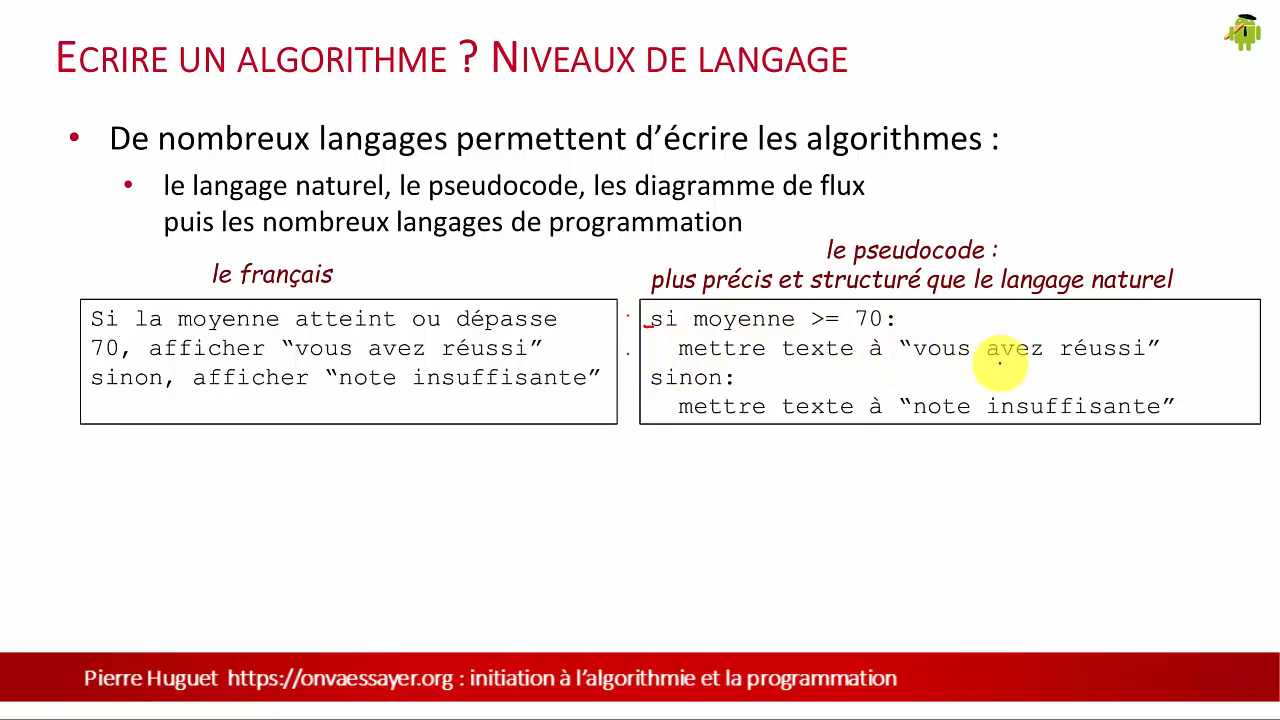 ECRIRE UN ALGORITHME ? NIVEAUX DE LANGAGE
• De nombreux langages permettent d’écrire les algorithmes :
• le langage naturel, le pseudocode, les diagramme de flux
puis les nombreux langages de programmation
le français
Si la moyenne atteint ou dépasse
70, afficher “vous avez réussi”
sinon, afficher “note insuffisante”
le pseudocode :
plus précis et structuré que le langage naturel
si moyenne >= 70:
mettre texte à “vous avez réussi”
sinon:
mettre texte à “note insuffisante”
Pierre Huguet https://onvaessayer.org : initiation à l’algorithmie et la programmation